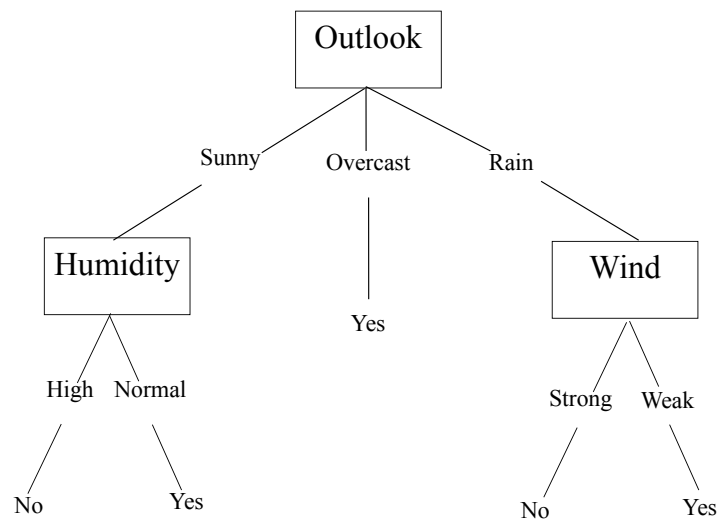 Outlook
Sunny Overcast Rain
Humidity Wind
Yes
High Normal Strong Weak
No Yes No Yes